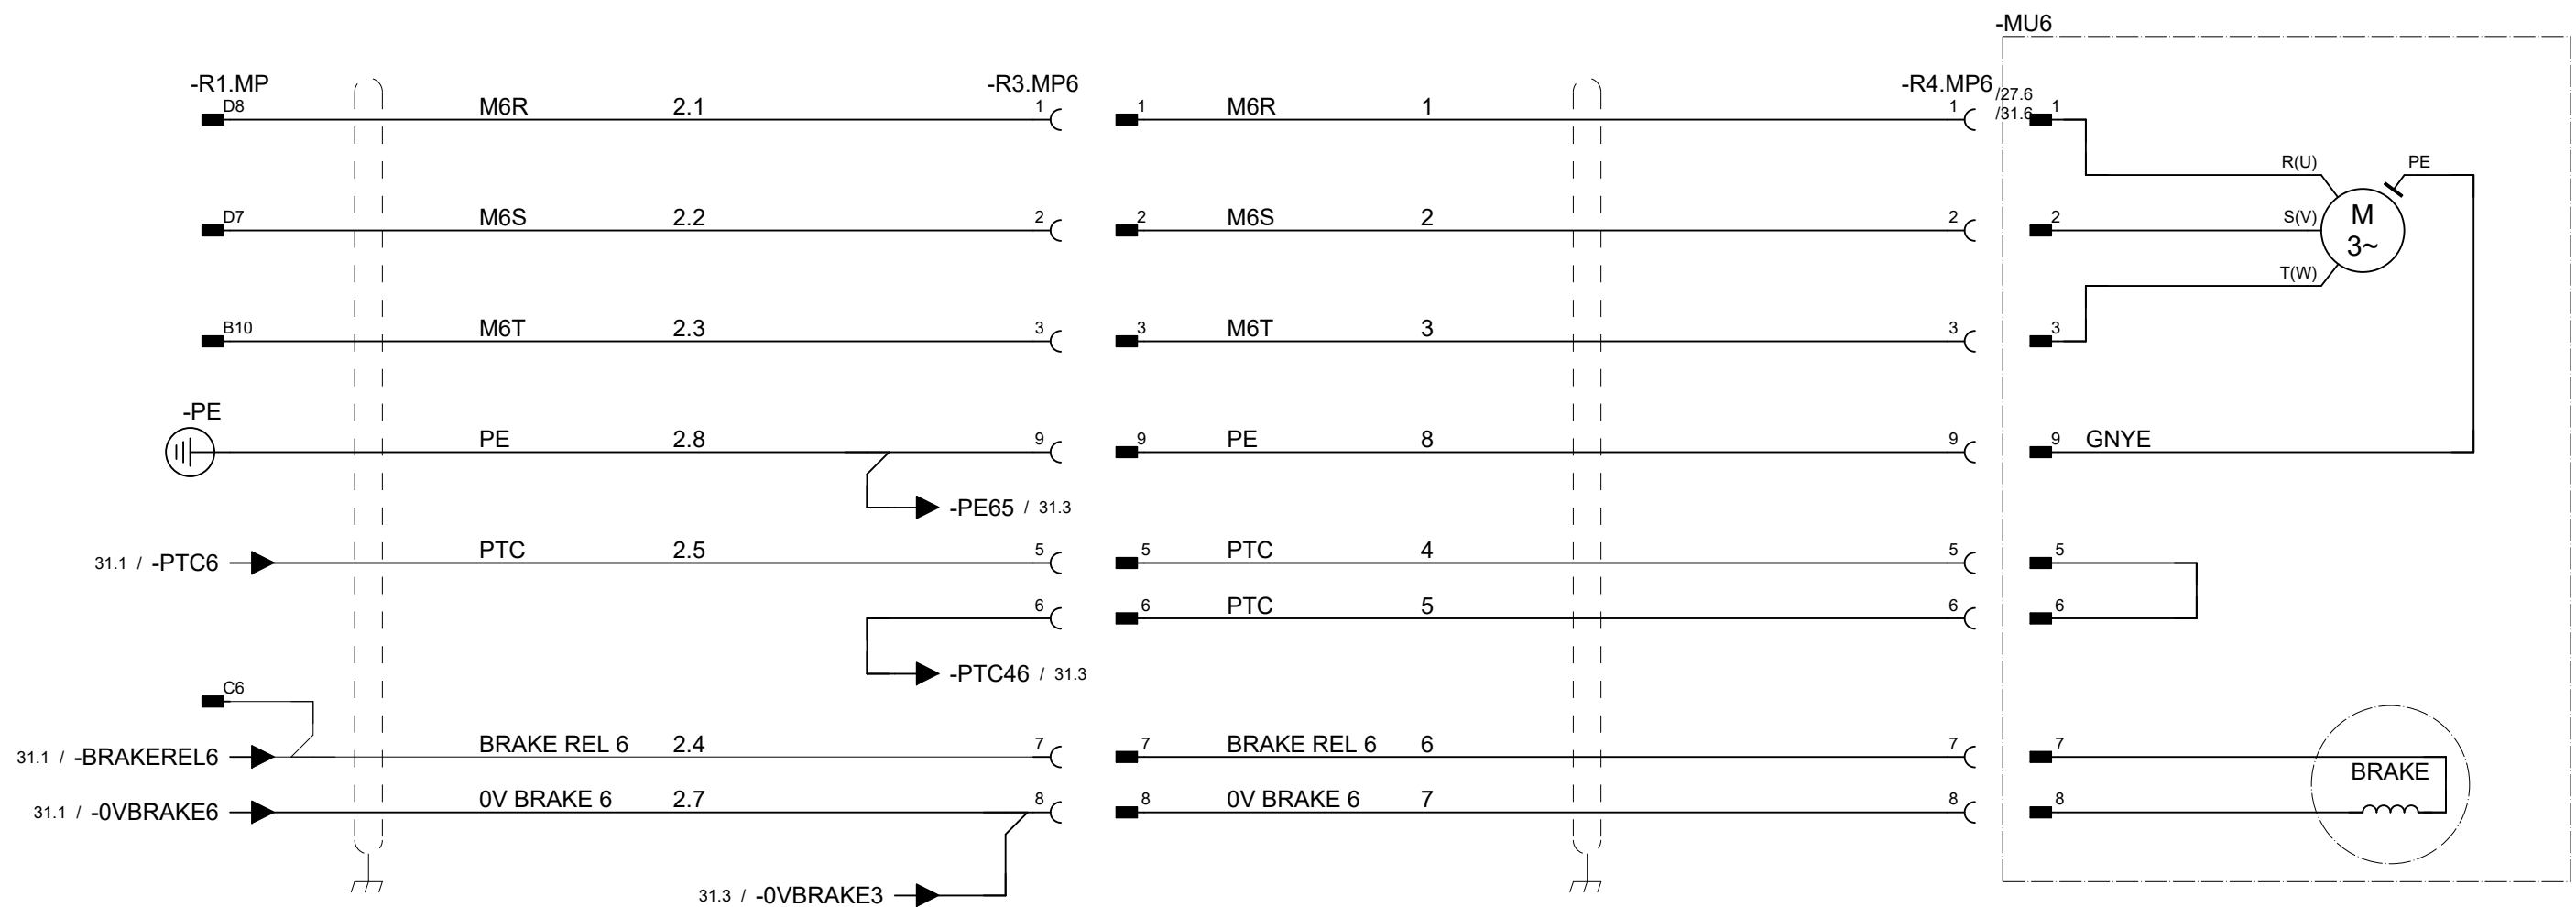 -MU6
-R1.MP -R3.MP6 -R4.MP6 /27.6
/31.6
D8 M6R 2.1 1 1 M6R 1 1 1
R(U) PE
D7 M6S 2.2 2 2 M6S 2 2 2 S(V) M
3~
T(W)
B10 M6T 2.3 3 3 M6T 3 3 3
-PE
PE 2.8 9 9 PE 8 9 9 GNYE
-PE65 / 31.3
31.1 / -PTC6 PTC 2.5 5 5 PTC 4 5 5
6 6 PTC 5 6 6
-PTC46 / 31.3
C6
31.1 / -BRAKEREL6 BRAKE REL 6 2.4 7 7 BRAKE REL 6 6 7 7
BRAKE
31.1 / -0VBRAKE6 0V BRAKE 6 2.7 8 8 0V BRAKE 6 7 8 8
31.3 / -0VBRAKE3